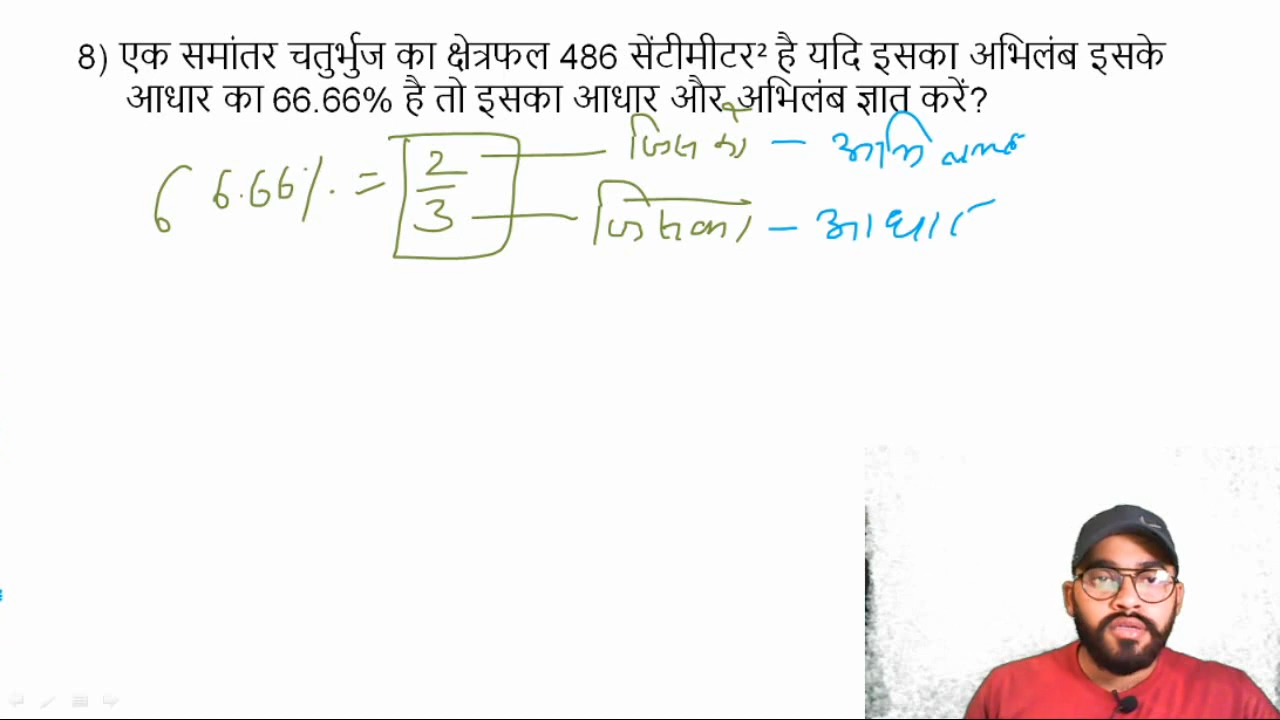 8) एक समांतर चतुर्भुज का क्षेत्रफल 486 सेंटीमीटर² है यदि इसका अभिलंब इसके
आधार का 66.66% है तो इसका आधार और अभिलंब ज्ञात करें?
66.66% = 2/3
जिसको - अभिलम्ब
जिसका - आधार